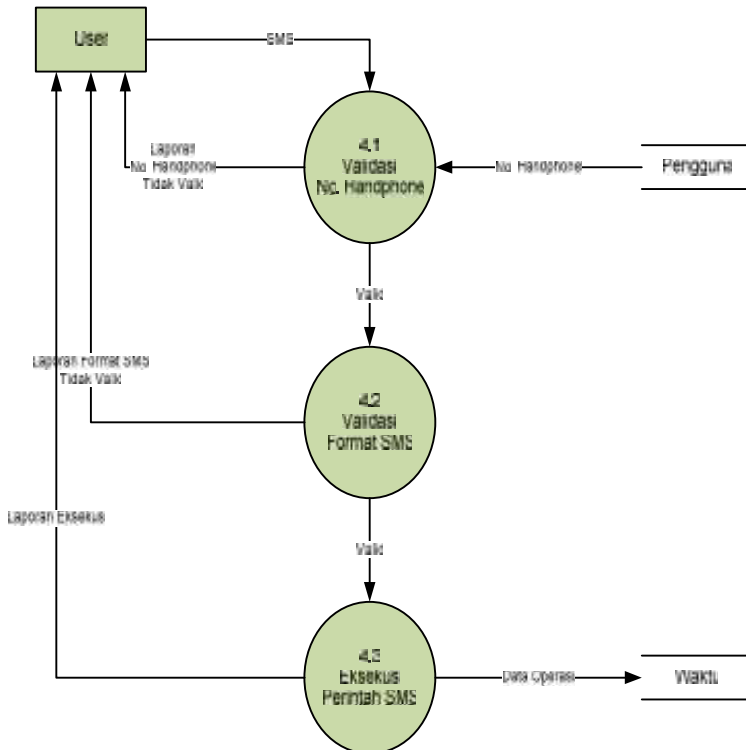 User
SMS
4.1
Validasi
No. Handphone
Laporan
No. Handphone
Tidak Valid
No. Handphone
Pengguna
Valid
Laporan Format SMS
Tidak Valid
4.2
Validasi
Format SMS
Laporan Eksekusi
Valid
4.3
Eksekusi
Perintah SMS
Data Operasi
Waktu